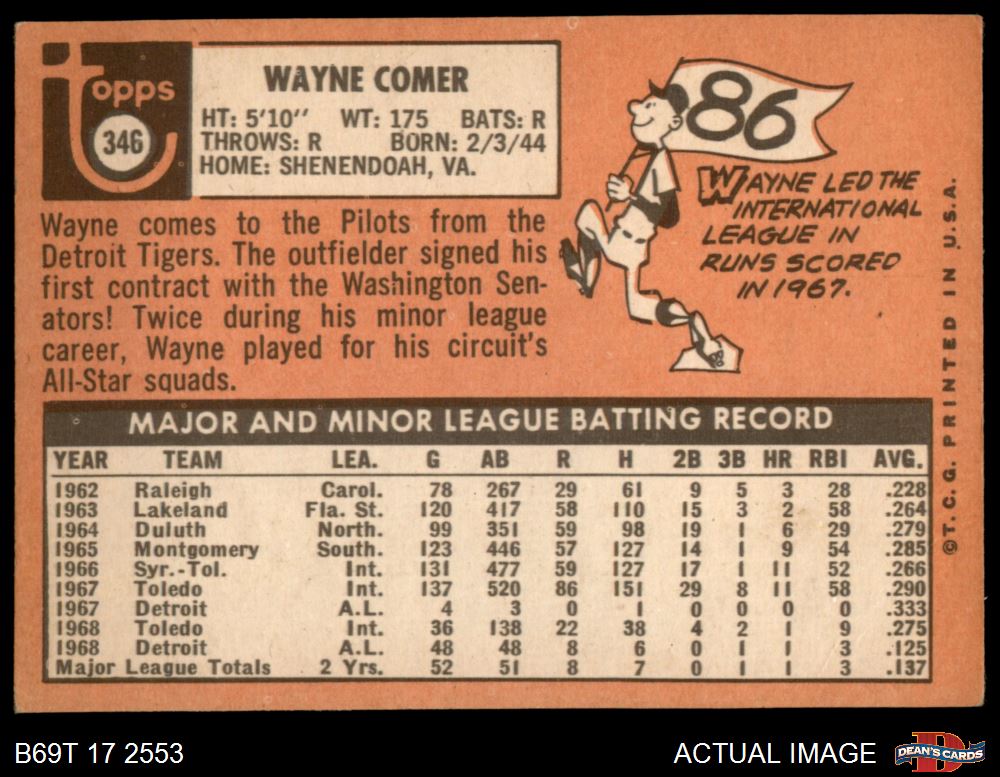 Topps
346
WAYNE COMER
HT: 5'10'' WT: 175 BATS: R
THROWS: R BORN: 2/3/44
HOME: SHENENDOAH, VA.
Wayne comes to the Pilots from the
Detroit Tigers. The outfielder signed his
first contract with the Washington Sen-
ators! Twice during his minor league
career, Wayne played for his circuit's
All-Star squads.
86
WAYNE LED THE
INTERNATIONAL
LEAGUE IN
RUNS SCORED
IN 1967.
©T. C. G. PRINTED IN U.S.A.
MAJOR AND MINOR LEAGUE BATTING RECORD
YEAR TEAM LEA. G AB R H 2B 3B HR RBI AVG.
1962 Raleigh Carol. 78 267 29 61 9 5 3 28 .228
1963 Lakeland Fla. St. 120 417 58 110 15 3 2 58 .264
1964 Duluth North. 99 351 59 98 19 1 6 29 .279
1965 Montgomery South. 123 446 57 127 14 1 9 54 .285
1966 Syr.-Tol. Int. 131 477 59 127 17 1 11 52 .266
1967 Toledo Int. 137 520 86 151 29 8 11 58 .290
1967 Detroit A.L. 4 3 0 1 0 0 0 0 .333
1968 Toledo Int. 36 138 22 38 4 2 1 9 .275
1968 Detroit A.L. 48 48 8 6 0 1 1 3 .125
Major League Totals 2 Yrs. 52 51 8 7 0 1 1 3 .137
B69T 17 2553
ACTUAL IMAGE
D
DEAN'S CARDS